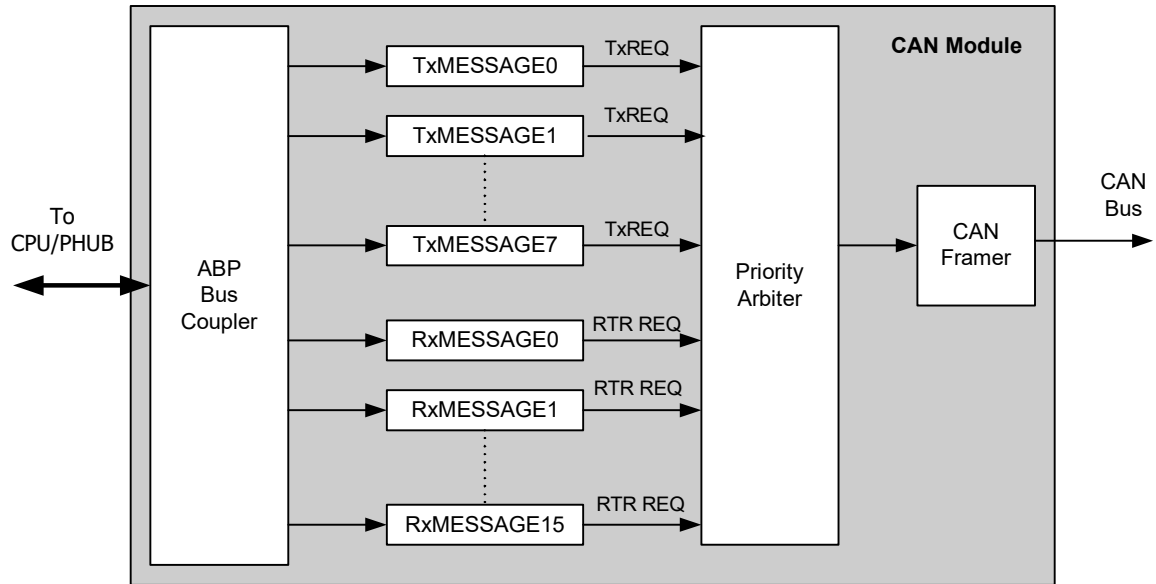 CAN Module
TxMESSAGE0
TxREQ
TxMESSAGE1
TxREQ
TxMESSAGE7
TxREQ
RxMESSAGE0
RTR REQ
RxMESSAGE1
RTR REQ
RxMESSAGE15
RTR REQ
To
CPU/PHUB
ABP
Bus
Coupler
Priority
Arbiter
CAN
Framer
CAN
Bus